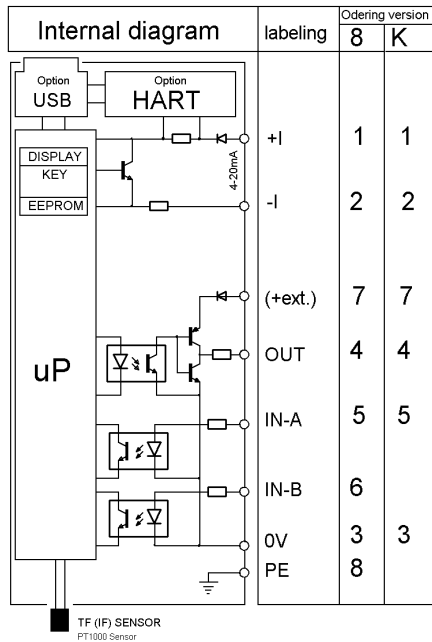 Internal diagram
labeling
Odering version
8 K
Option
USB
Option
HART
+I 1 1
DISPLAY
KEY
EEPROM
4-20mA
-I 2 2
(+ext.) 7 7
uP
OUT 4 4
IN-A 5 5
IN-B 6
0V 3 3
PE 8
TF (IF) SENSOR
PT1000 Sensor